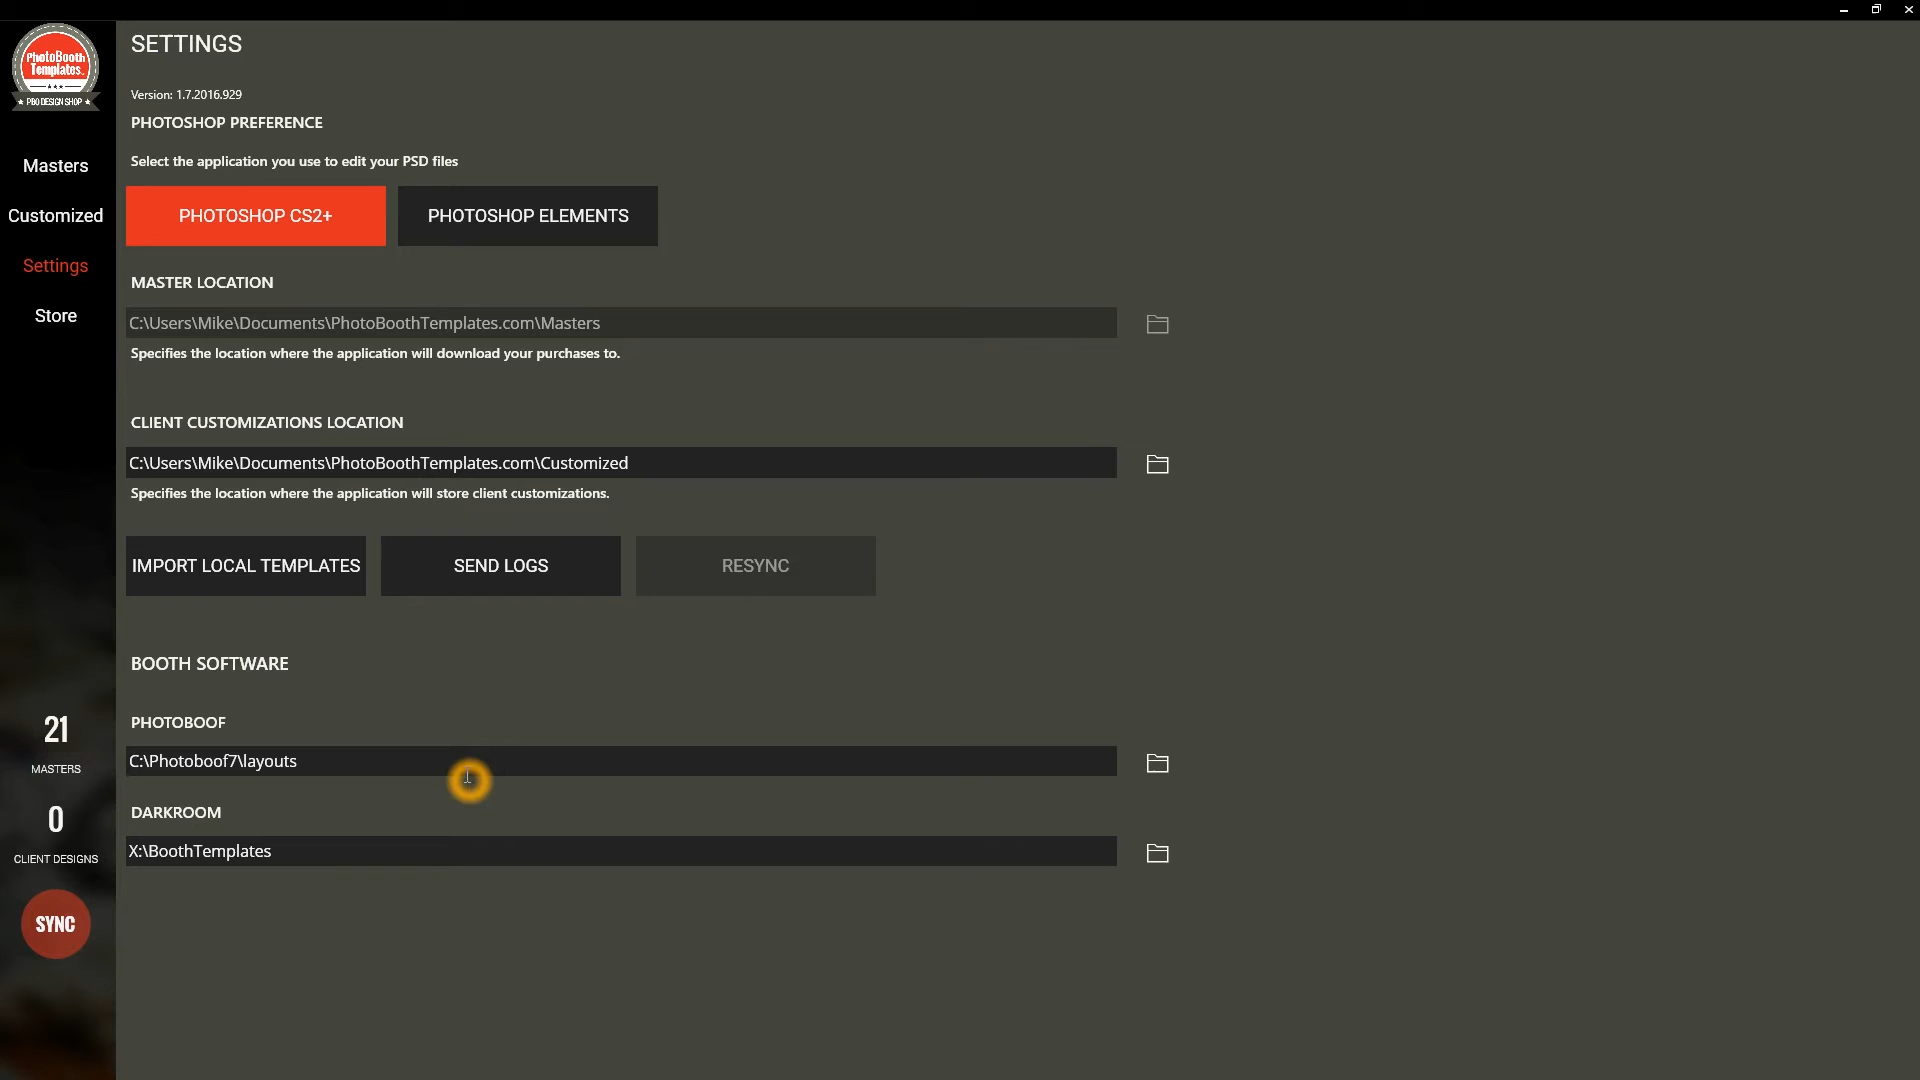 PhotoBooth
Templates
★ PBO DESIGN SHOP ★
Masters
Customized
Settings
Store
21
MASTERS
0
CLIENT DESIGNS
SYNC
SETTINGS
Version: 1.7.2016.929
PHOTOSHOP PREFERENCE
Select the application you use to edit your PSD files
PHOTOSHOP CS2+
PHOTOSHOP ELEMENTS
MASTER LOCATION
C:\Users\Mike\Documents\PhotoBoothTemplates.com\Masters
Specifies the location where the application will download your purchases to.
CLIENT CUSTOMIZATIONS LOCATION
C:\Users\Mike\Documents\PhotoBoothTemplates.com\Customized
Specifies the location where the application will store client customizations.
IMPORT LOCAL TEMPLATES
SEND LOGS
RESYNC
BOOTH SOFTWARE
PHOTOBOOF
C:\Photoboof7\layouts
DARKROOM
X:\BoothTemplates